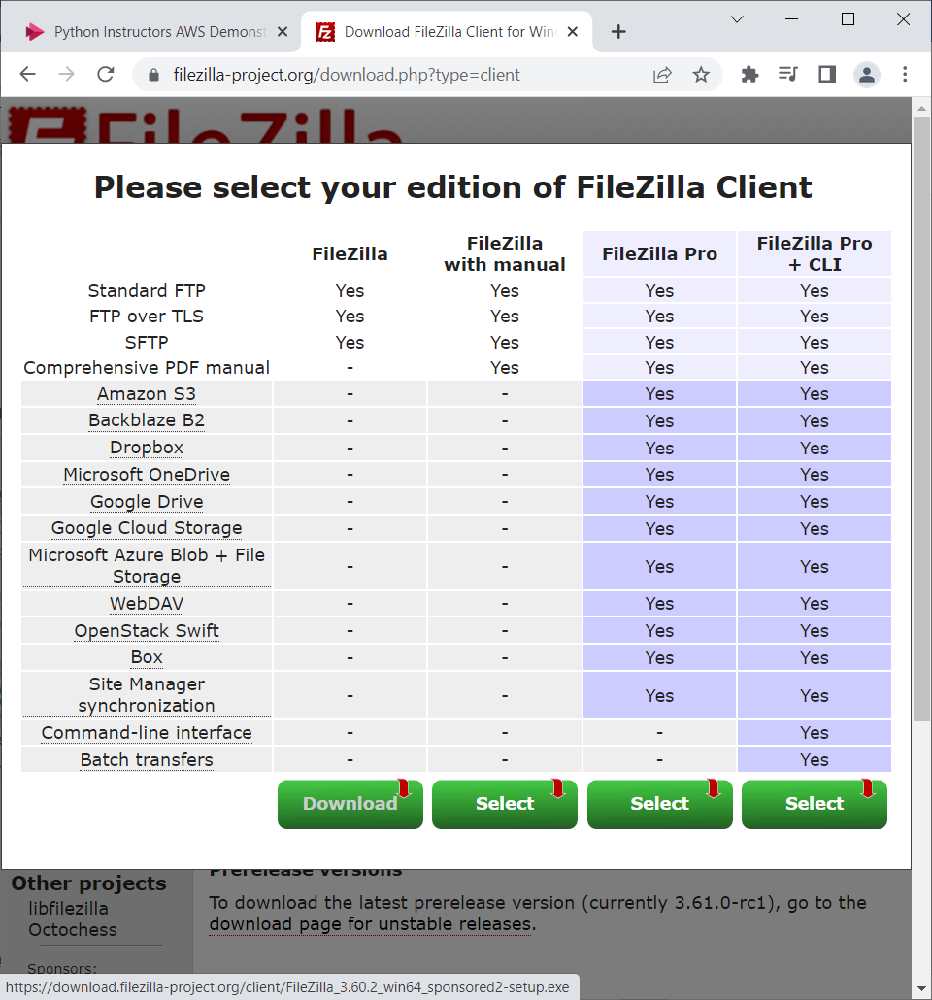 Python Instructors AWS Demonst
Download FileZilla Client for Win
filezilla-project.org/download.php?type=client
FileZilla
Please select your edition of FileZilla Client
FileZilla FileZilla with manual FileZilla Pro FileZilla Pro + CLI
Standard FTP Yes Yes Yes Yes
FTP over TLS Yes Yes Yes Yes
SFTP Yes Yes Yes Yes
Comprehensive PDF manual - Yes Yes Yes
Amazon S3 - - Yes Yes
Backblaze B2 - - Yes Yes
Dropbox - - Yes Yes
Microsoft OneDrive - - Yes Yes
Google Drive - - Yes Yes
Google Cloud Storage - - Yes Yes
Microsoft Azure Blob + File
Storage - - Yes Yes
WebDAV - - Yes Yes
OpenStack Swift - - Yes Yes
Box - - Yes Yes
Site Manager
synchronization - - Yes Yes
Command-line interface - - - Yes
Batch transfers - - - Yes
Download Select Select Select
Other projects
libfilezilla
Octochess
Sponsors:
Prerelease versions
To download the latest prerelease version (currently 3.61.0-rc1), go to the
download page for unstable releases.
https://download.filezilla-project.org/client/FileZilla_3.60.2_win64_sponsored2-setup.exe